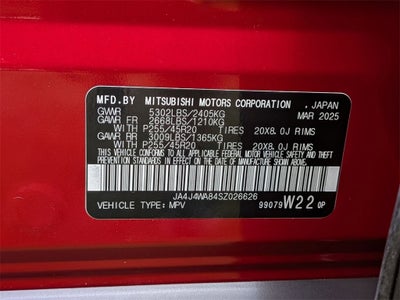 MFD.BY MITSUBISHI MOTORS CORPORATION , JAPAN
GWWR 5302LBS/2405KG MAR 2025
GAWR FR 2668LBS/1210KG
WITH P255/45R20 TIRES 20X8.0J RIMS
GAWR RR 3009LBS/1365KG
WITH P255/45R20 TIRES 20X8.0J RIMS
THIS VEHICLE CONFORMS TO ALL APPLICABLE FEDERAL
MOTOR VEHICLE SAFETY AND THEFT PREVENTION STANDARDS
IN EFFECT ON THE DATE OF MANUFACTURE SHOWN ABOVE.
JA4J4WA84SZ026626
VEHICLE TYPE: MPV 99079 W22 0P